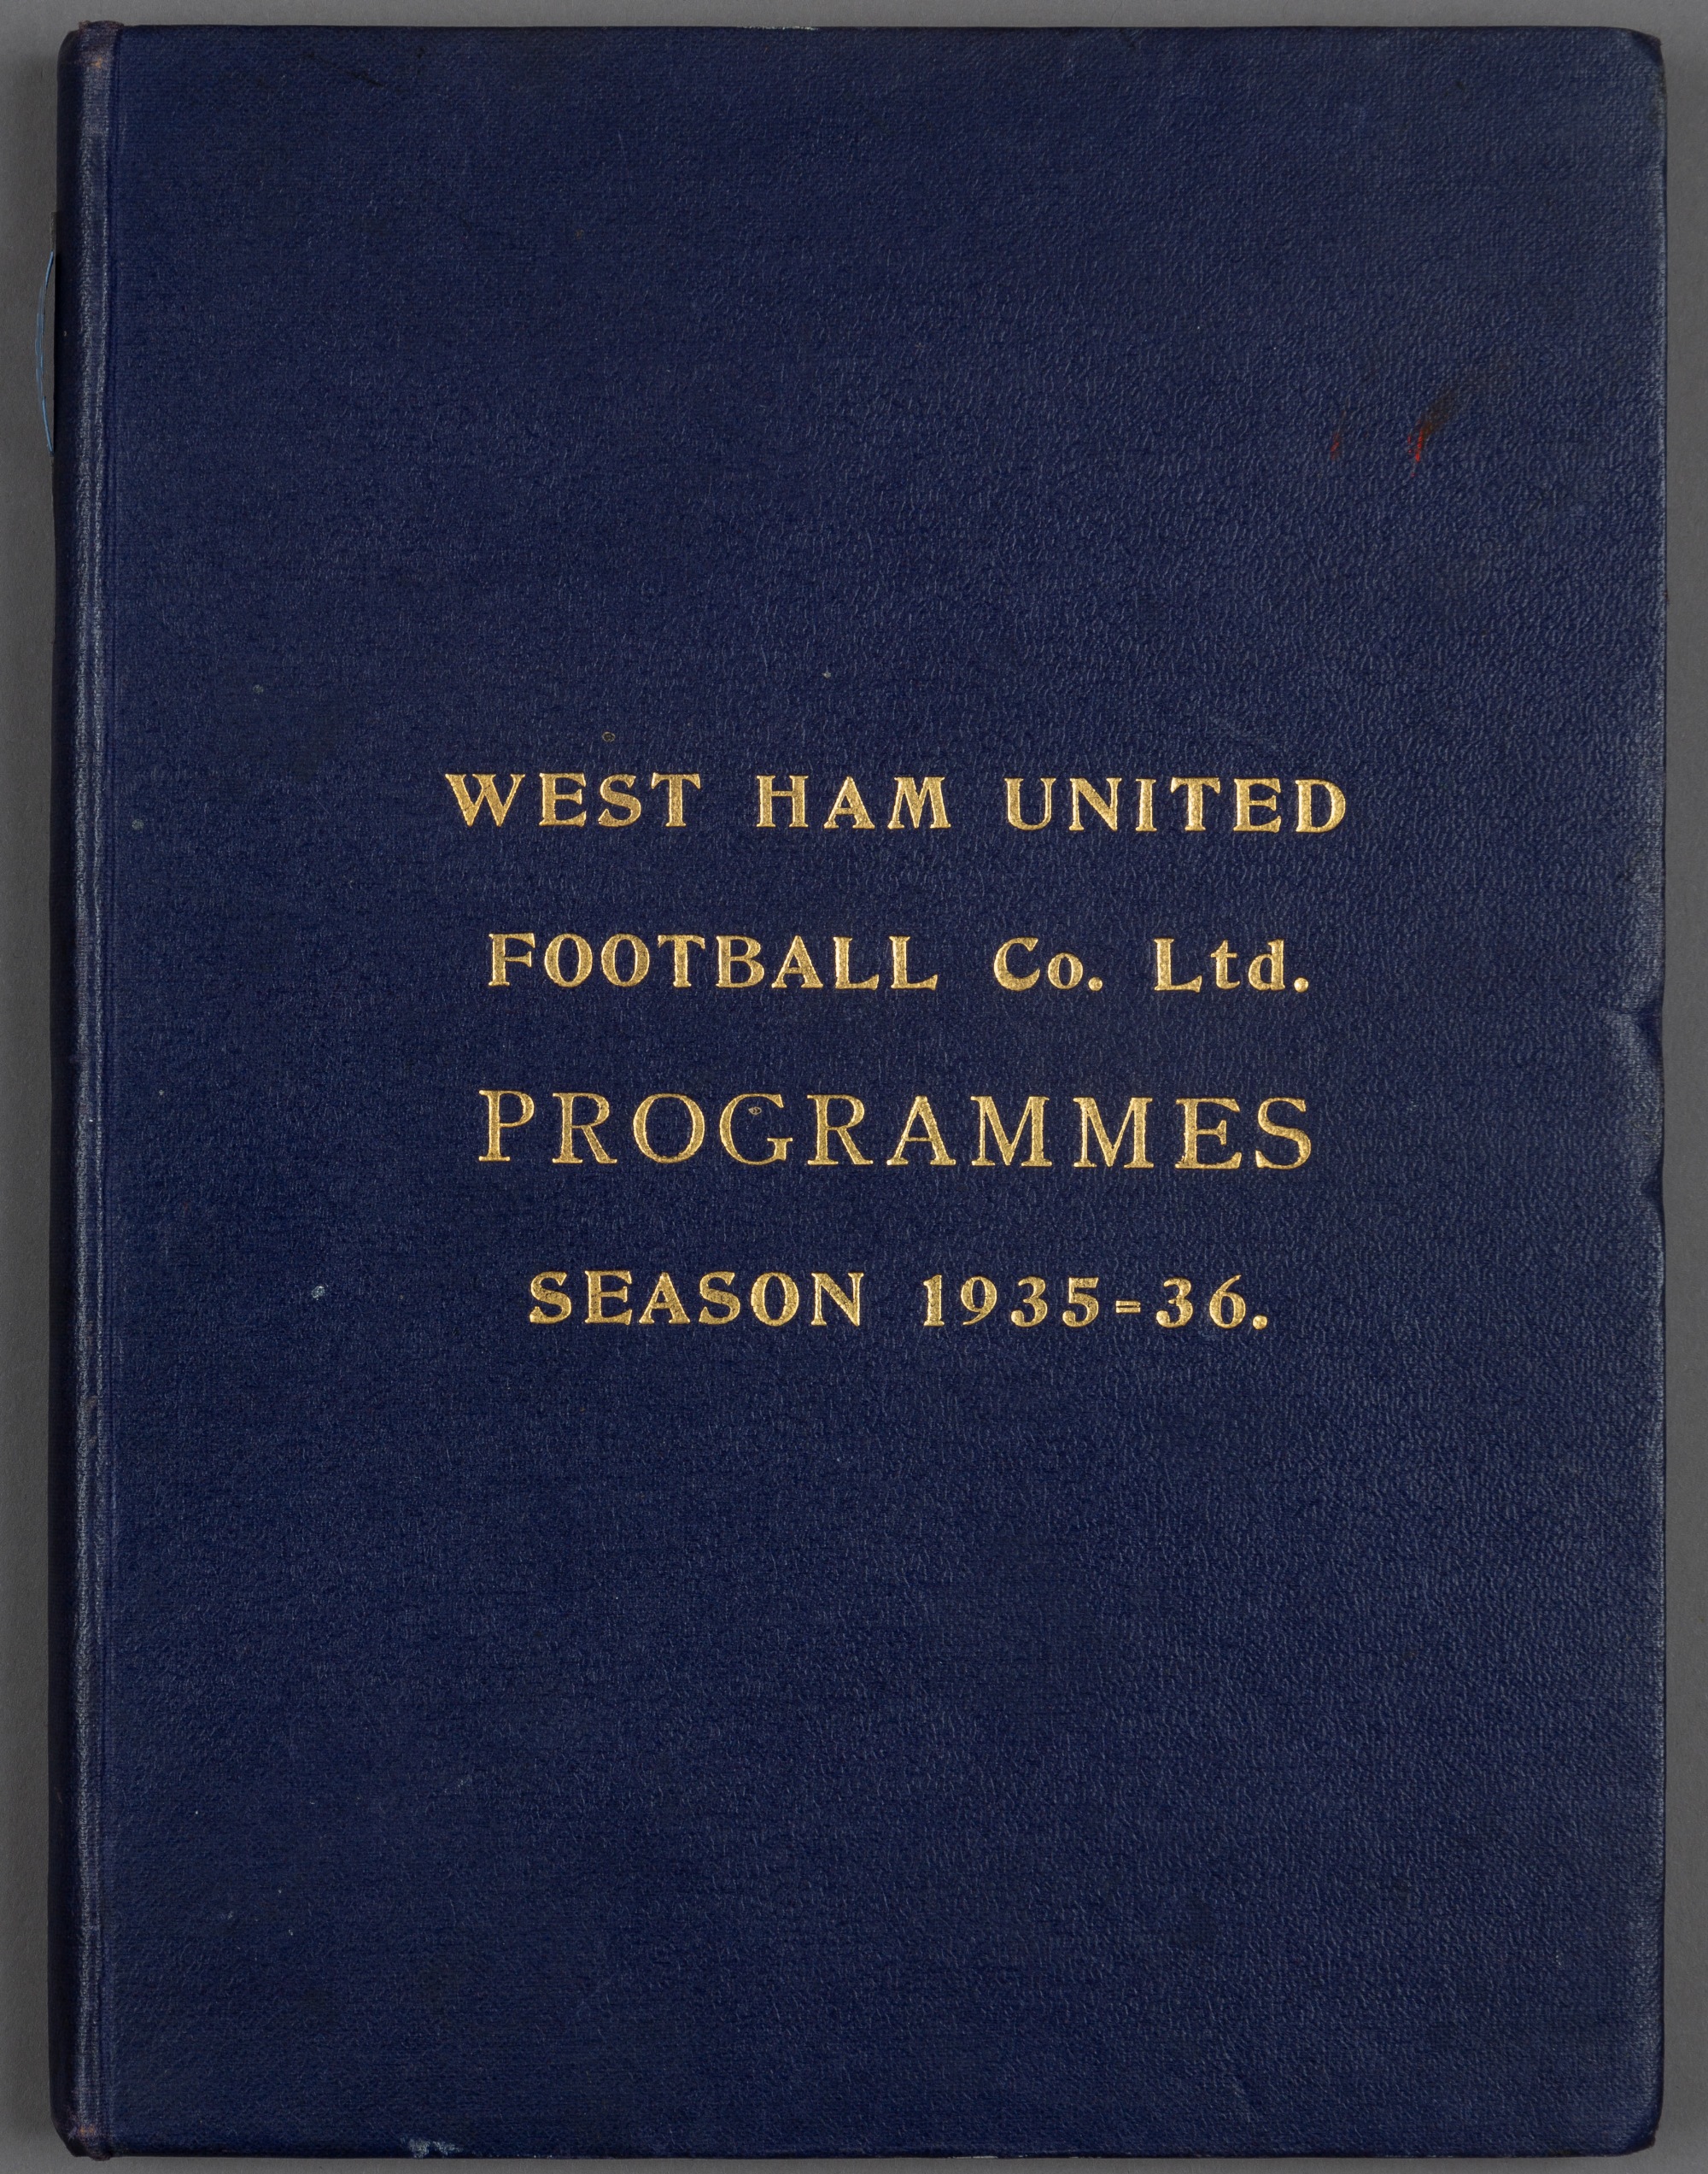 WEST HAM UNITED
FOOTBALL Co. Ltd.
PROGRAMMES
SEASON 1935=36.